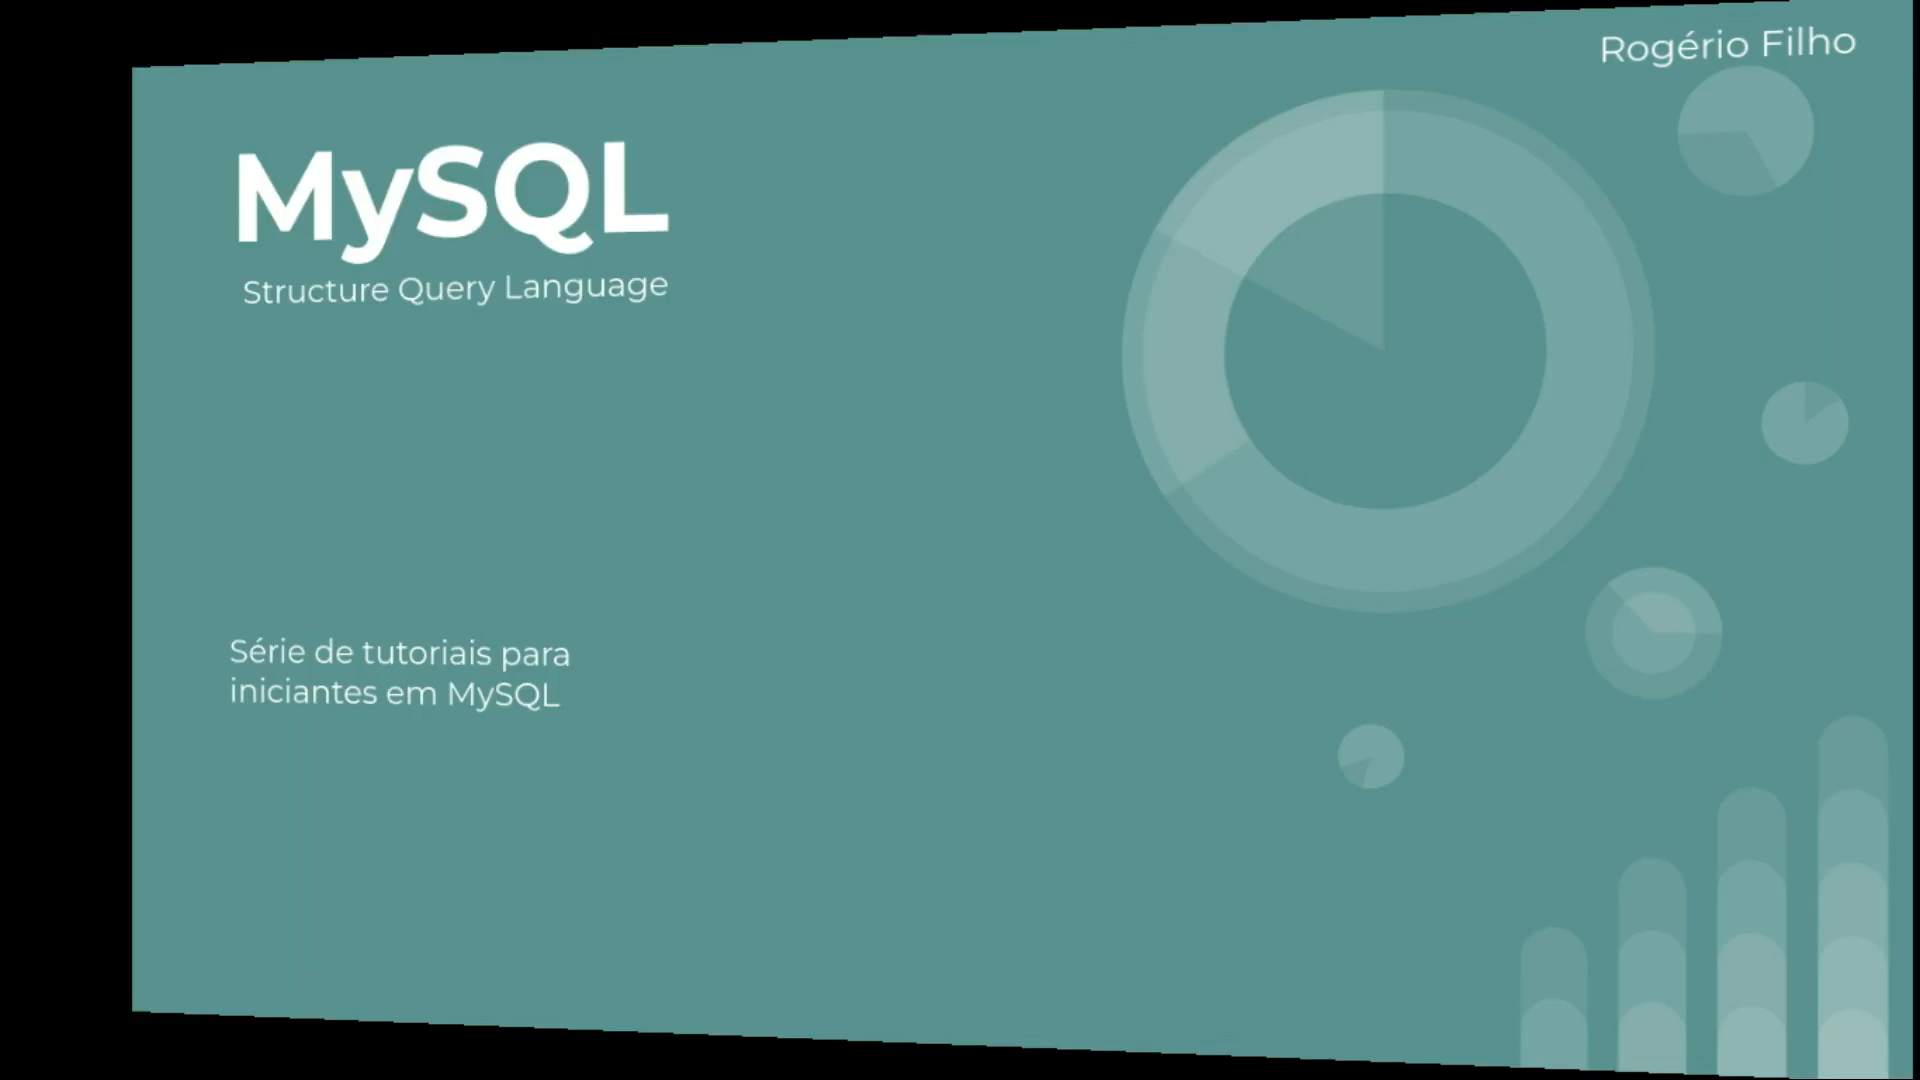 Rogério Filho
MySQL
Structure Query Language
Série de tutoriais para
iniciantes em MySQL